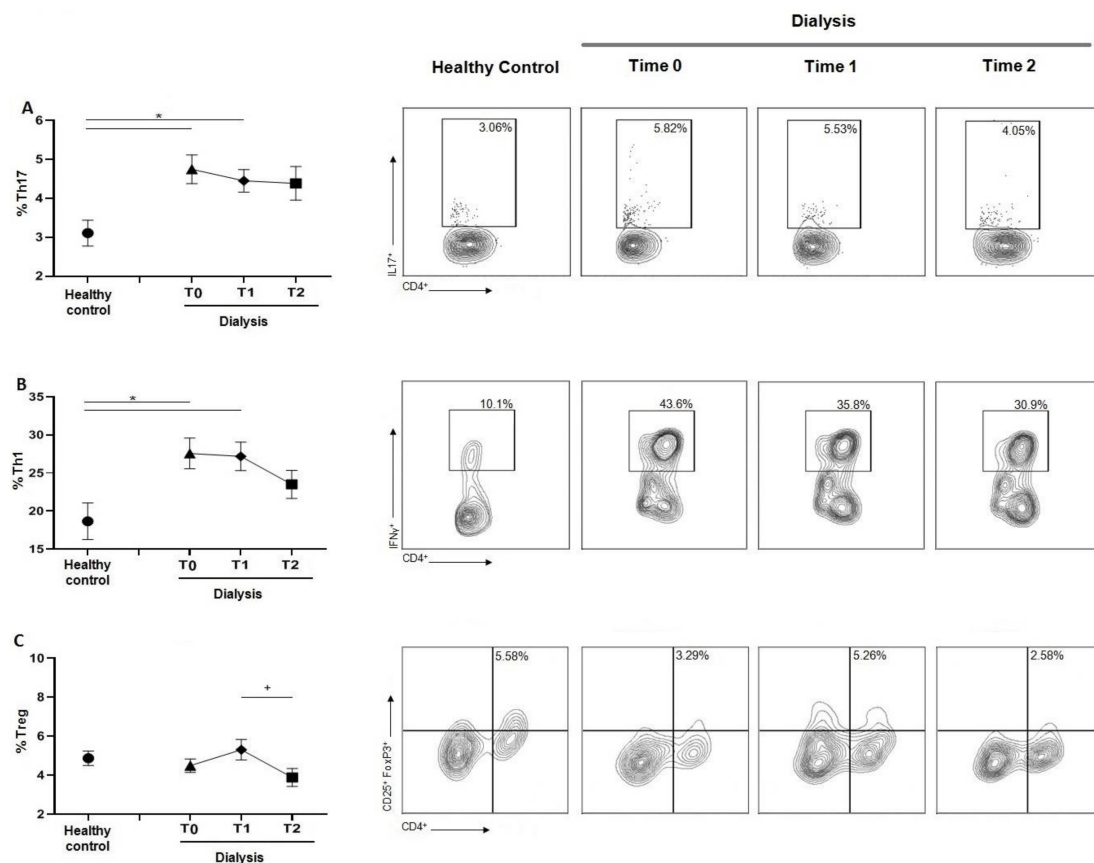 Dialysis
Healthy Control Time 0 Time 1 Time 2
A
6
5
4
3
2
% Th17
*
Healthy control
T0 T1 T2
Dialysis
3.06% 5.82% 5.53% 4.05%
IL17⁺
CD4⁺
B
35
30
25
20
15
%Th1
*
Healthy control
T0 T1 T2
Dialysis
10.1% 43.6% 35.8% 30.9%
IFNγ⁺
CD4⁺
C
10
8
6
4
2
%Treg
+
Healthy control
T0 T1 T2
Dialysis
5.58% 3.29% 5.26% 2.58%
CD25⁺ FoxP3⁺
CD4⁺